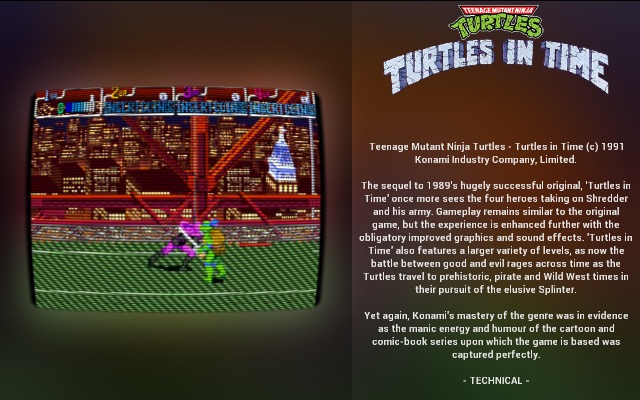 TEENAGE MUTANT NINJA
TURTLES
TURTLES IN TIME
INSERT COINS INSERT COINS INSERT COINS
Teenage Mutant Ninja Turtles - Turtles in Time (c) 1991
Konami Industry Company, Limited.
The sequel to 1989's hugely successful original, 'Turtles in
Time' once more sees the four heroes taking on Shredder
and his army. Gameplay remains similar to the original
game, but the experience is enhanced further with the
obligatory improved graphics and sound effects. 'Turtles in
Time' also features a larger variety of levels, as now the
battle between good and evil rages across time as the
Turtles travel to prehistoric, pirate and Wild West times in
their pursuit of the elusive Splinter.
Yet again, Konami's mastery of the genre was in evidence
as the manic energy and humour of the cartoon and
comic-book series upon which the game is based was
captured perfectly.
- TECHNICAL -